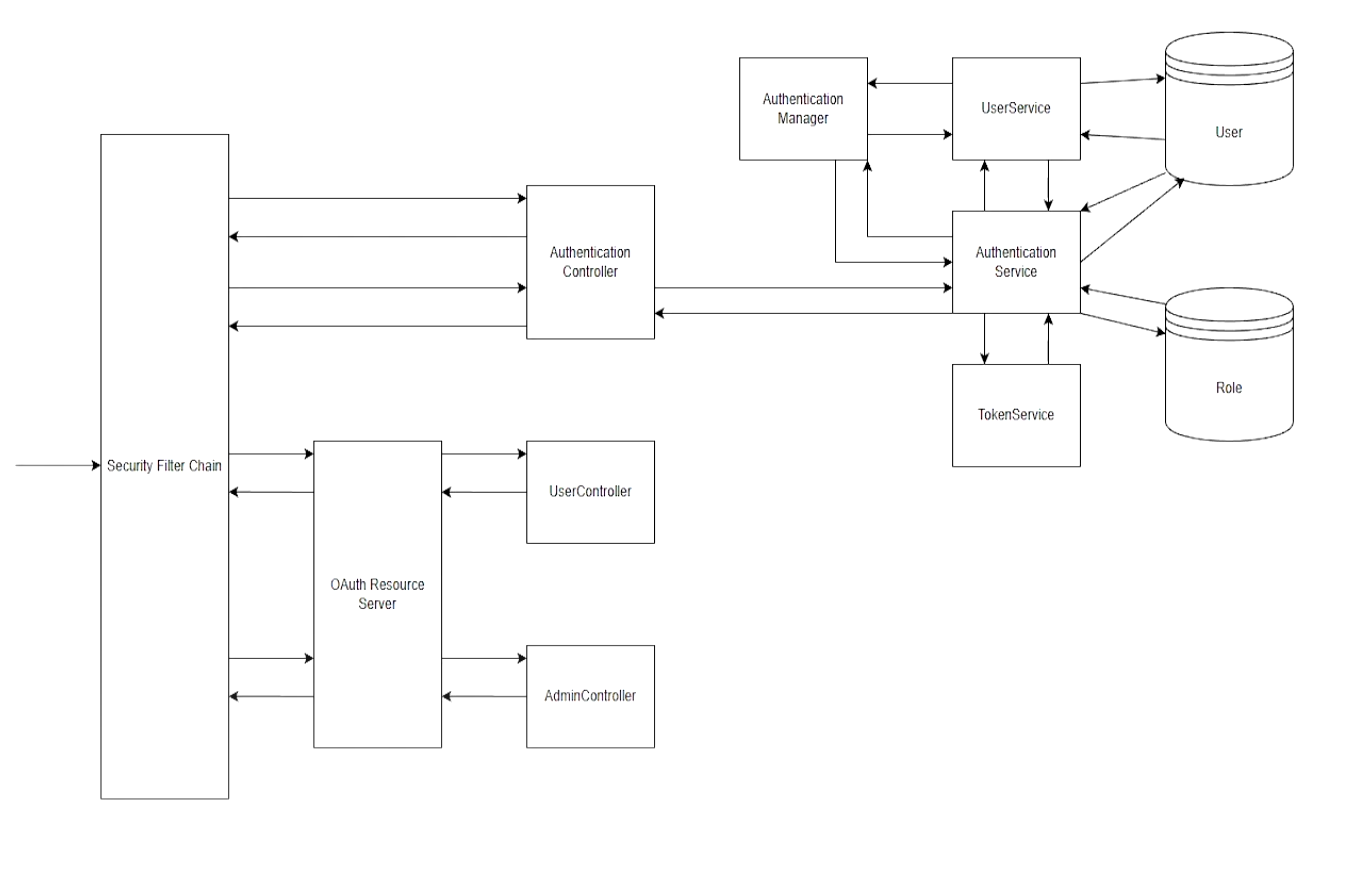 Authentication
Manager
UserService
User
Authentication
Controller
Authentication
Service
Role
TokenService
Security Filter Chain
UserController
OAuth Resource
Server
AdminController